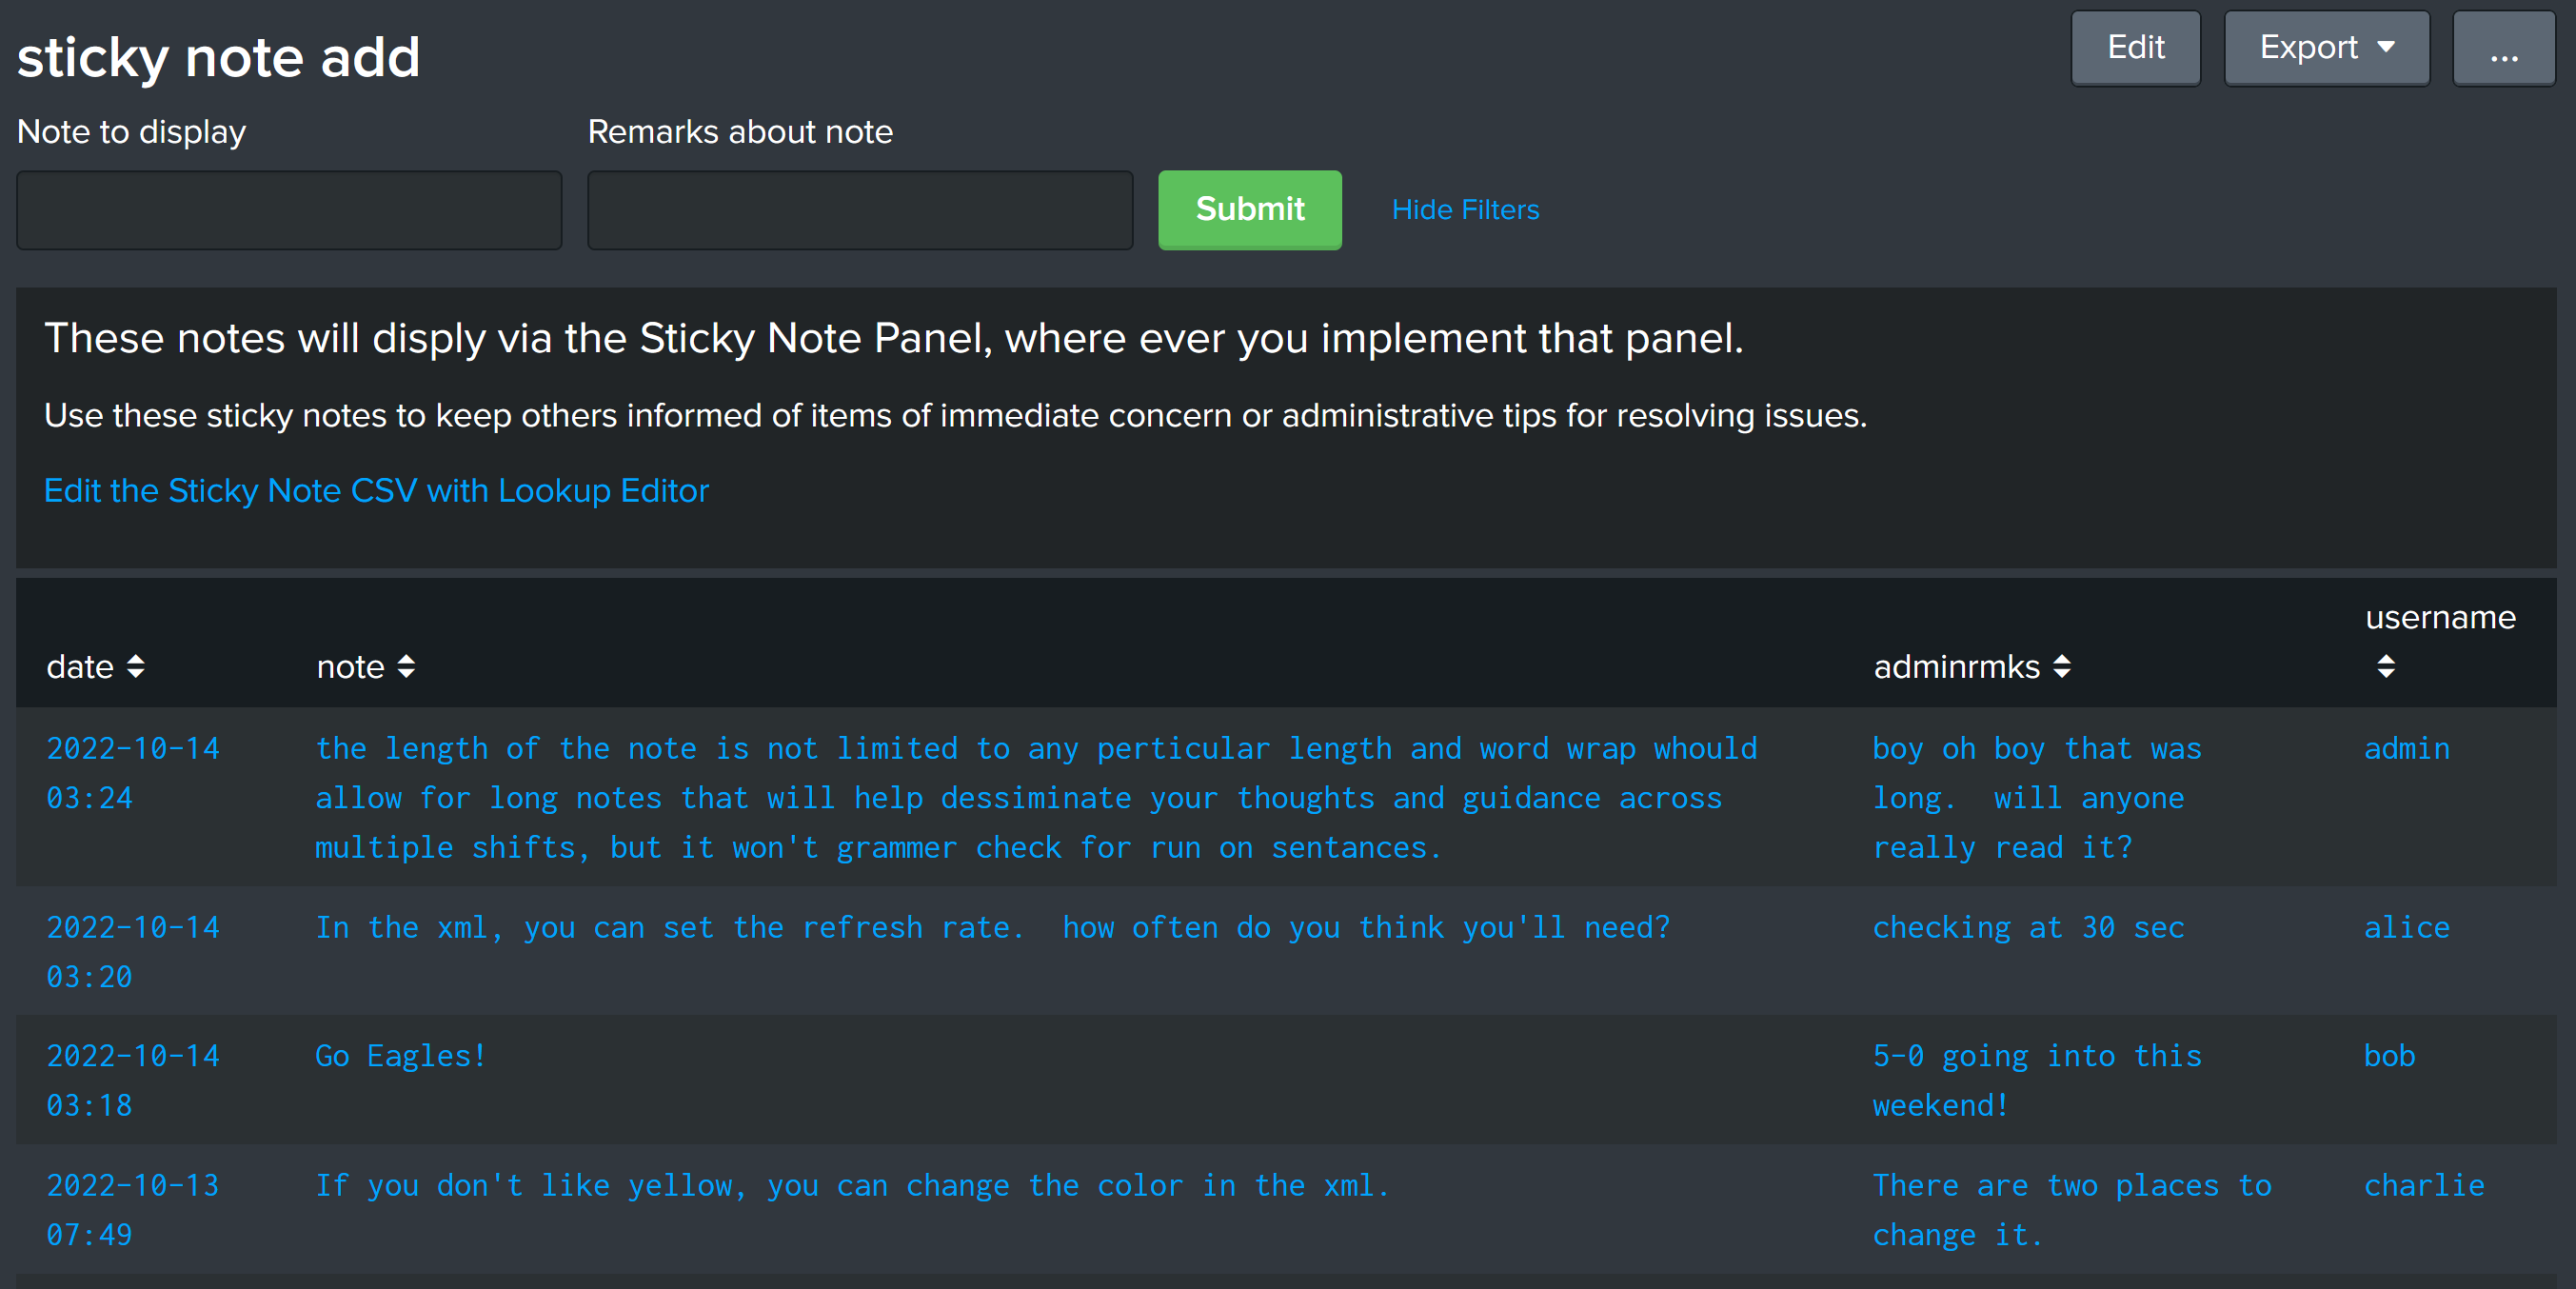 sticky note add
Edit
Export
...
Note to display
Remarks about note
Submit
Hide Filters
These notes will disply via the Sticky Note Panel, where ever you implement that panel.
Use these sticky notes to keep others informed of items of immediate concern or administrative tips for resolving issues.
Edit the Sticky Note CSV with Lookup Editor
date
note
adminrmks
username
2022-10-14
03:24
the length of the note is not limited to any perticular length and word wrap whould
allow for long notes that will help dessiminate your thoughts and guidance across
multiple shifts, but it won't grammer check for run on sentances.
boy oh boy that was
long.  will anyone
really read it?
admin
2022-10-14
03:20
In the xml, you can set the refresh rate.  how often do you think you'll need?
checking at 30 sec
alice
2022-10-14
03:18
Go Eagles!
5-0 going into this
weekend!
bob
2022-10-13
07:49
If you don't like yellow, you can change the color in the xml.
There are two places to
change it.
charlie